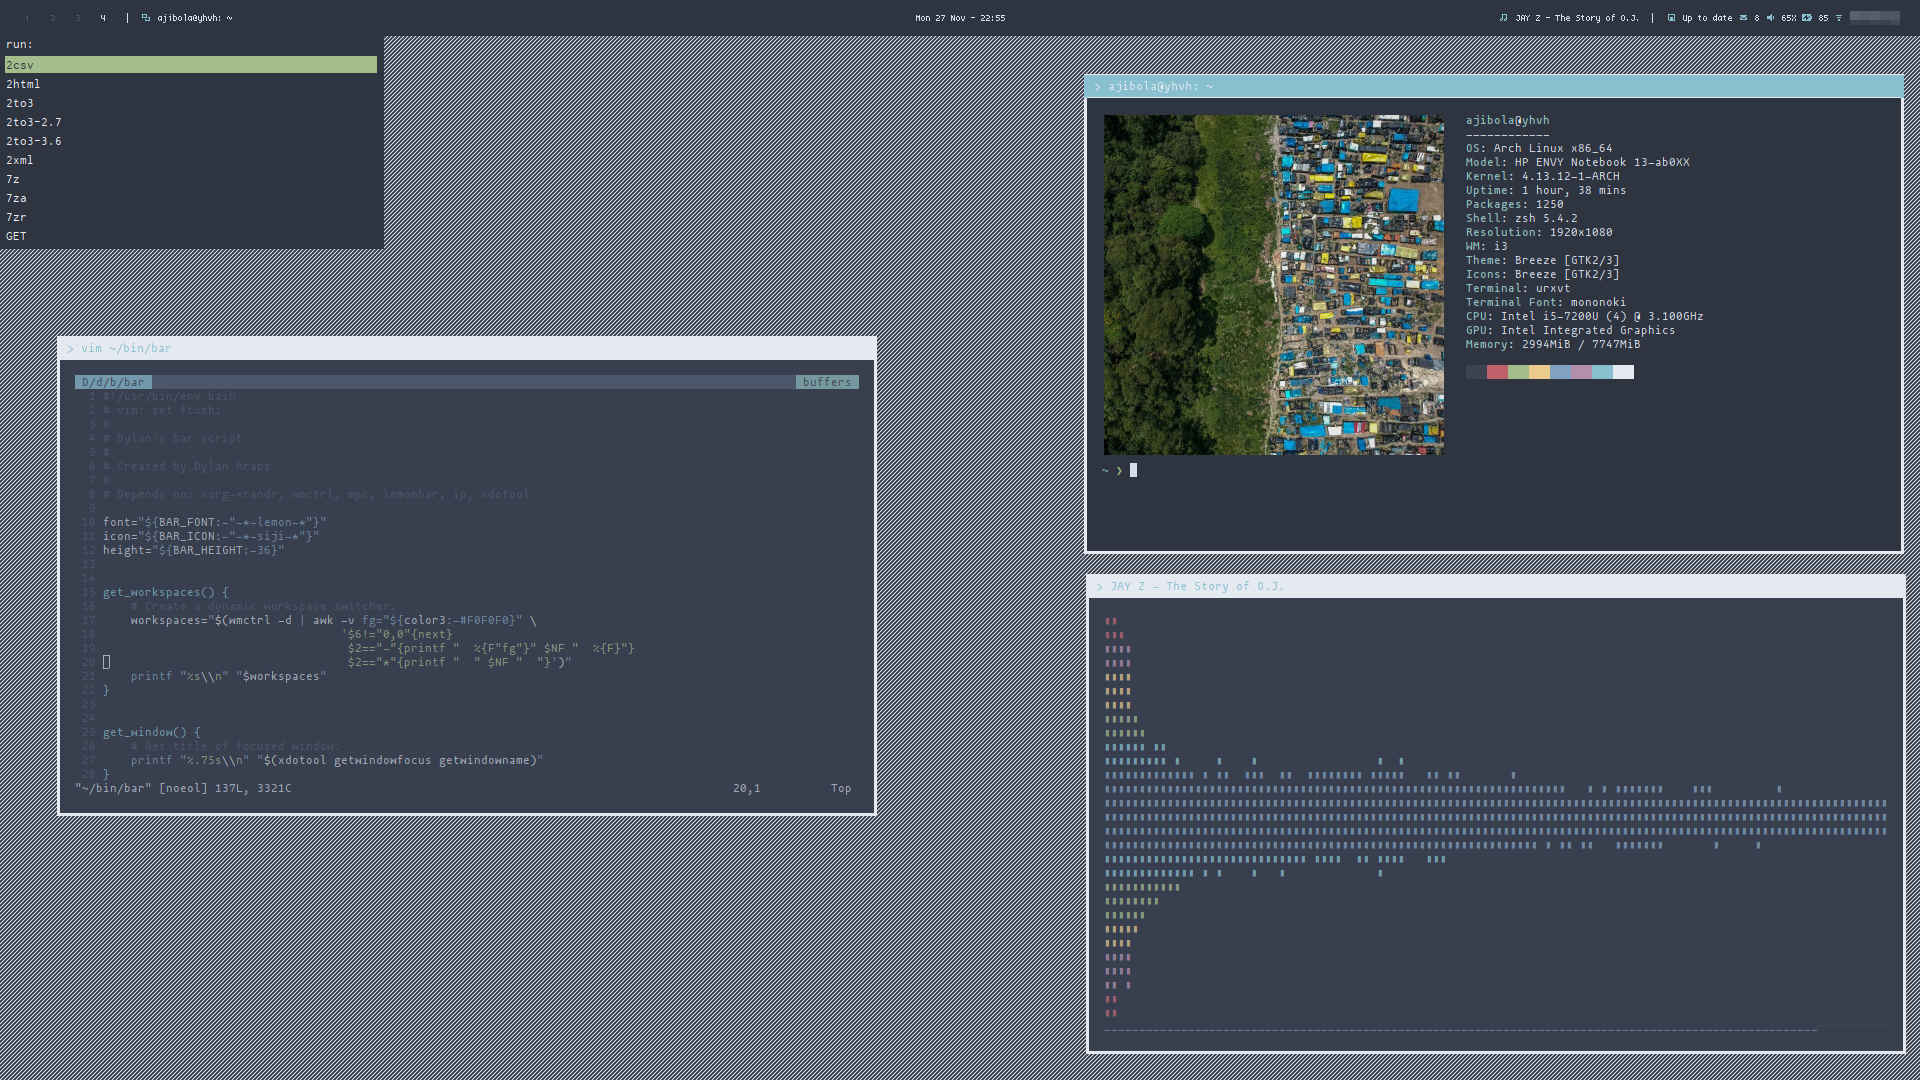 1 2 3 4 | ajibola@yhvh: ~
Mon 27 Nov - 22:55
JAY Z - The Story of O.J. | Up to date 8 65% 85
run:
2csv
2html
2to3
2to3-2.7
2to3-3.6
2xml
7z
7za
7zr
GET
> vim ~/bin/bar
D/d/b/bar buffers
1 #!/usr/bin/env bash
2 # vim: set ft=sh:
3 #
4 # Dylan's bar script
5 #
6 # Created by Dylan Araps.
7 #
8 # Depends on: xorg-xrandr, wmctrl, mpc, lemonbar, ip, xdotool
9
10 font="${BAR_FONT:-"-*-lemon-*"}"
11 icon="${BAR_ICON:-"-*-siji-*"}"
12 height="${BAR_HEIGHT:-36}"
13
14
15 get_workspaces() {
16 # Create a dynamic workspace switcher.
17 workspaces="$(wmctrl -d | awk -v fg="${color3:-#F0F0F0}" \
18 '$6!="0,0"{next}
19 $2=="-"{printf "  %{F"fg"}" $NF "  %{F}"}
20 $2=="*"{printf "  " $NF "  "}')"
21 printf "%s\\n" "$workspaces"
22 }
23
24
25 get_window() {
26 # Get title of focused window.
27 printf "%.75s\\n" "$(xdotool getwindowfocus getwindowname)"
28 }
"~/bin/bar" [noeol] 137L, 3321C 20,1 Top
> ajibola@yhvh: ~
ajibola@yhvh
------------
OS: Arch Linux x86_64
Model: HP ENVY Notebook 13-ab0XX
Kernel: 4.13.12-1-ARCH
Uptime: 1 hour, 38 mins
Packages: 1250
Shell: zsh 5.4.2
Resolution: 1920x1080
WM: i3
Theme: Breeze [GTK2/3]
Icons: Breeze [GTK2/3]
Terminal: urxvt
Terminal Font: mononoki
CPU: Intel i5-7200U (4) @ 3.100GHz
GPU: Intel Integrated Graphics
Memory: 2994MiB / 7747MiB
~ ❯
> JAY Z - The Story of O.J.